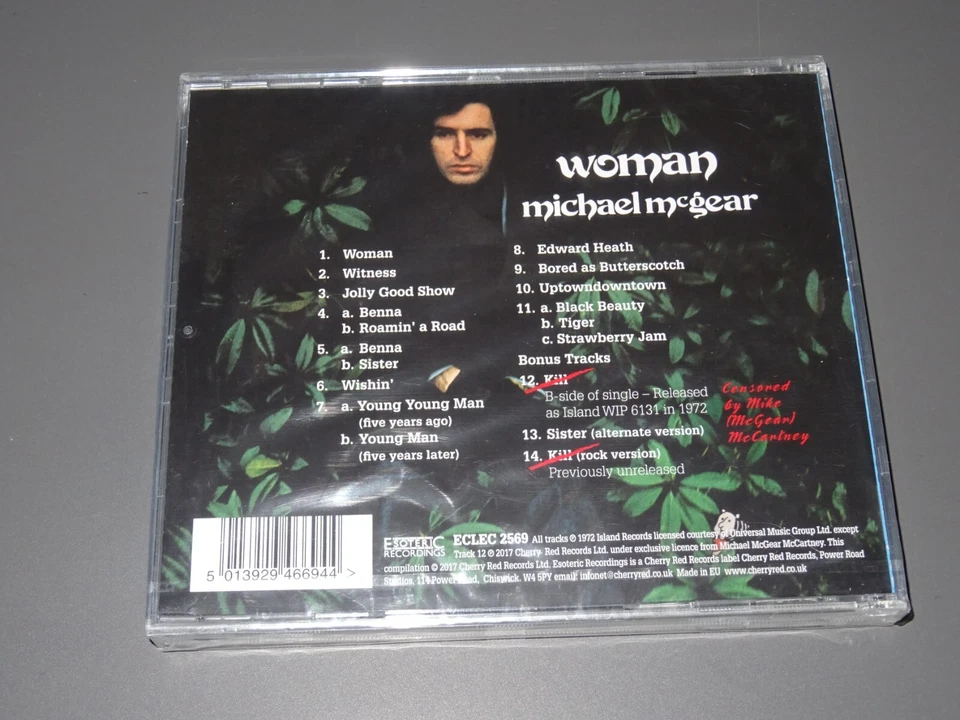 woman
michael mcgear
1. Woman
2. Witness
3. Jolly Good Show
4. a. Benna
b. Roamin' a Road
5. a. Benna
b. Sister
6. Wishin'
7. a. Young Young Man
(five years ago)
b. Young Man
(five years later)
8. Edward Heath
9. Bored as Butterscotch
10. Uptowndowntown
11. a. Black Beauty
b. Tiger
c. Strawberry Jam
Bonus Tracks
12. Kill
B-side of single – Released
as Island WIP 6131 in 1972
13. Sister (alternate version)
14. Kill (rock version)
Previously unreleased
Censored
by Mike
(McGear)
McCartney
5 013929 466944 >
ESOTERIC
RECORDINGS
ECLEC 2569 All tracks ℗ 1972 Island Records licensed courtesy of Universal Music Group Ltd. except
Track 12 ℗ 2017 Cherry Red Records Ltd. under exclusive licence from Michael McGear McCartney. This
compilation © 2017 Cherry Red Records Ltd. Esoteric Recordings is a Cherry Red Records label Cherry Red Records, Power Road
Studios, 114 Power Road, Chiswick. W4 5PY email: infonet@cherryred.co.uk Made in EU www.cherryred.co.uk